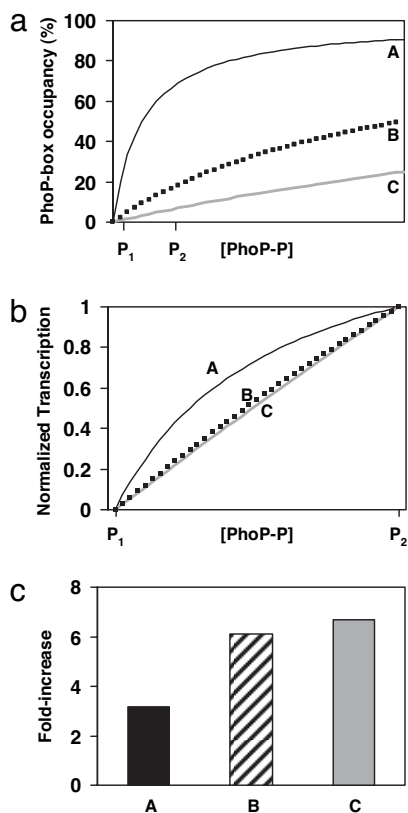 a
PhoP-box occupancy (%)
100
80
60
40
20
0
A
B
C
P1 P2 [PhoP-P]
b
Normalized Transcription
1
0.8
0.6
0.4
0.2
0
A
B
C
P1 [PhoP-P] P2
c
Fold-increase
8
6
4
2
0
A B C